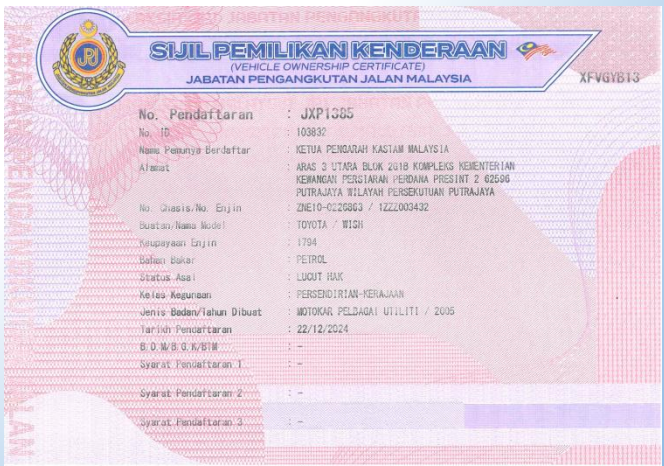 SIJIL PEMILIKAN KENDERAAN
(VEHICLE OWNERSHIP CERTIFICATE)
JABATAN PENGANGKUTAN JALAN MALAYSIA
XFVGYB13
No. Pendaftaran : JXP1385
No. ID : 103832
Nama Pemunya Berdaftar : KETUA PENGARAH KASTAM MALAYSIA
Alamat : ARAS 3 UTARA BLOK 2G1B KOMPLEKS KEMENTERIAN
KEWANGAN PERSIARAN PERDANA PRESINT 2 62596
PUTRAJAYA WILAYAH PERSEKUTUAN PUTRAJAYA
No. Chasis/No. Enjin : ZNE10-0226863 / 1ZZ2003432
Buatan/Nama Model : TOYOTA / WISH
Keupayaan Enjin : 1794
Bahan Bakar : PETROL
Status Asal : LUCUT HAK
Kelas Kegunaan : PERSENDIRIAN-KERAJAAN
Jenis Badan/Tahun Dibuat : MOTOKAR PELBAGAI UTILITI / 2005
Tarikh Pendaftaran : 22/12/2024
B.D.M/B.G.K/BTM : -
Syarat Pendaftaran 1 : -
Syarat Pendaftaran 2 : -
Syarat Pendaftaran 3 : -